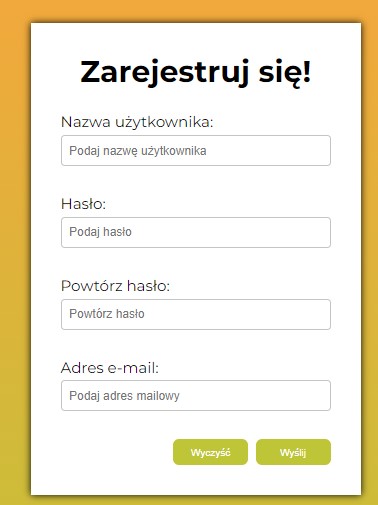 Zarejestruj się!
Nazwa użytkownika:
Podaj nazwę użytkownika
Hasło:
Podaj hasło
Powtórz hasło:
Powtórz hasło
Adres e-mail:
Podaj adres mailowy
Wyczyść Wyślij